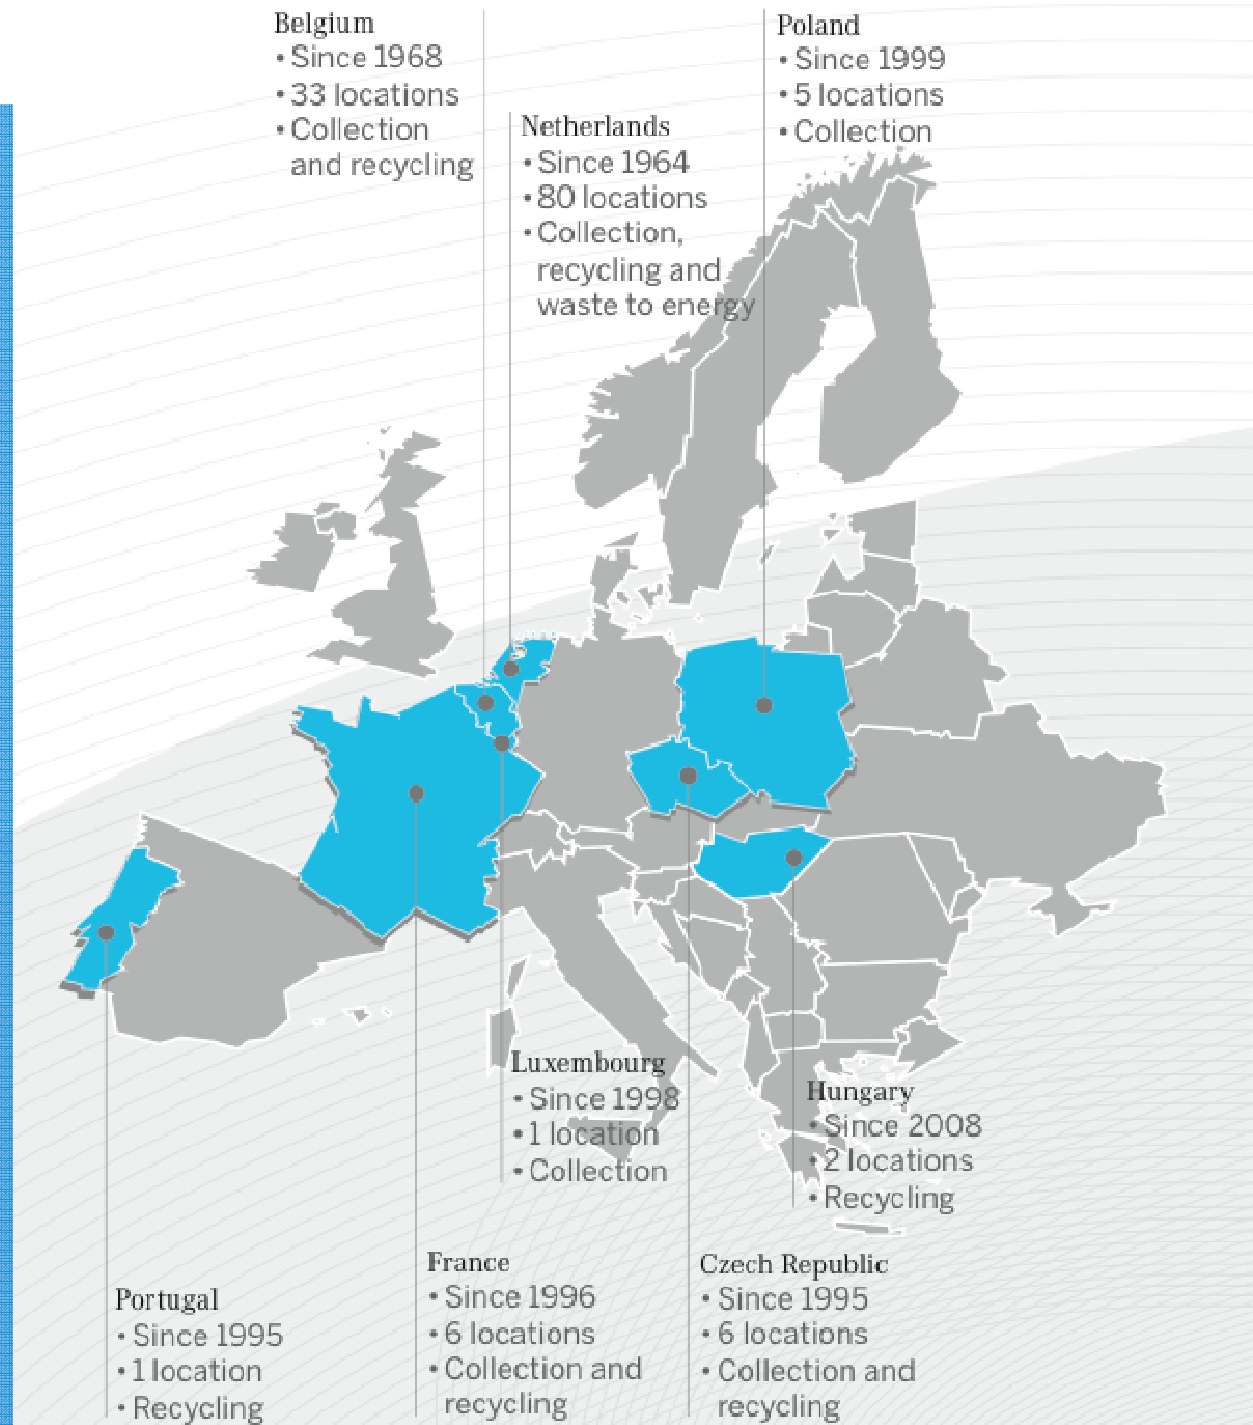 Belgium
• Since 1968
• 33 locations
• Collection
and recycling
Netherlands
• Since 1964
• 80 locations
• Collection,
recycling and
waste to energy
Poland
• Since 1999
• 5 locations
• Collection
Luxembourg
• Since 1998
• 1 location
• Collection
Hungary
• Since 2008
• 2 locations
• Recycling
Portugal
• Since 1995
• 1 location
• Recycling
France
• Since 1996
• 6 locations
• Collection and
recycling
Czech Republic
• Since 1995
• 6 locations
• Collection and
recycling